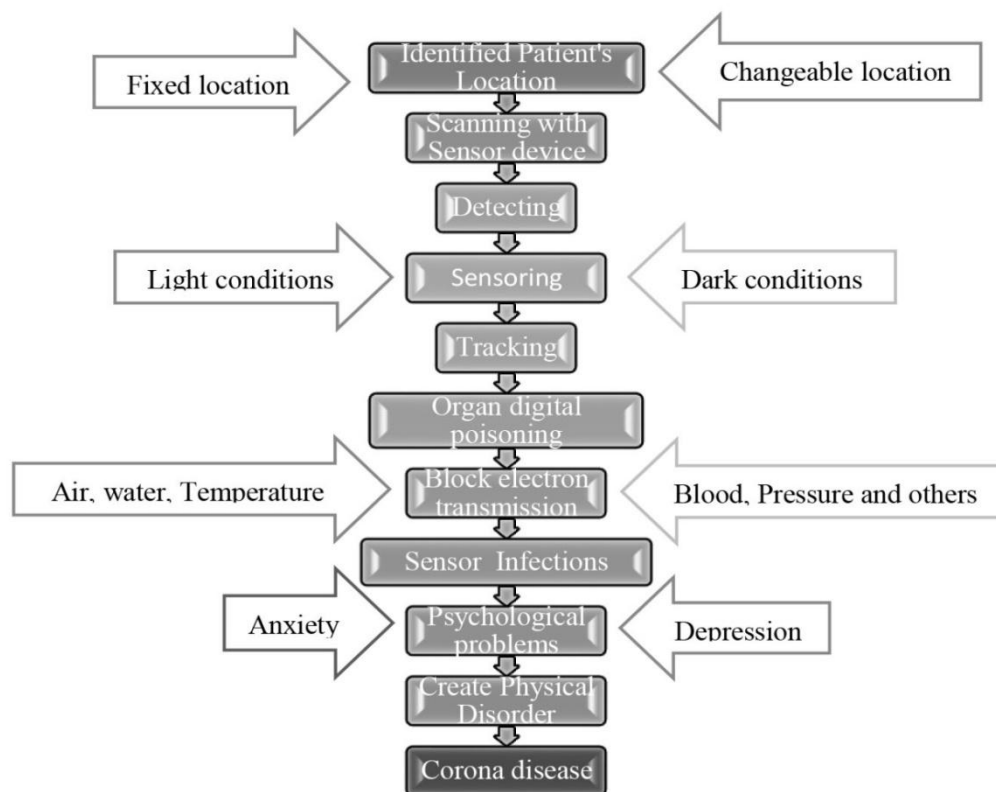 Identified Patient's
Location
Fixed location
Changeable location
Scanning with
Sensor device
Detecting
Light conditions
Sensoring
Dark conditions
Tracking
Organ digital
poisoning
Air, water, Temperature
Block electron
transmission
Blood, Pressure and others
Sensor Infections
Anxiety
Psychological
problems
Depression
Create Physical
Disorder
Corona disease